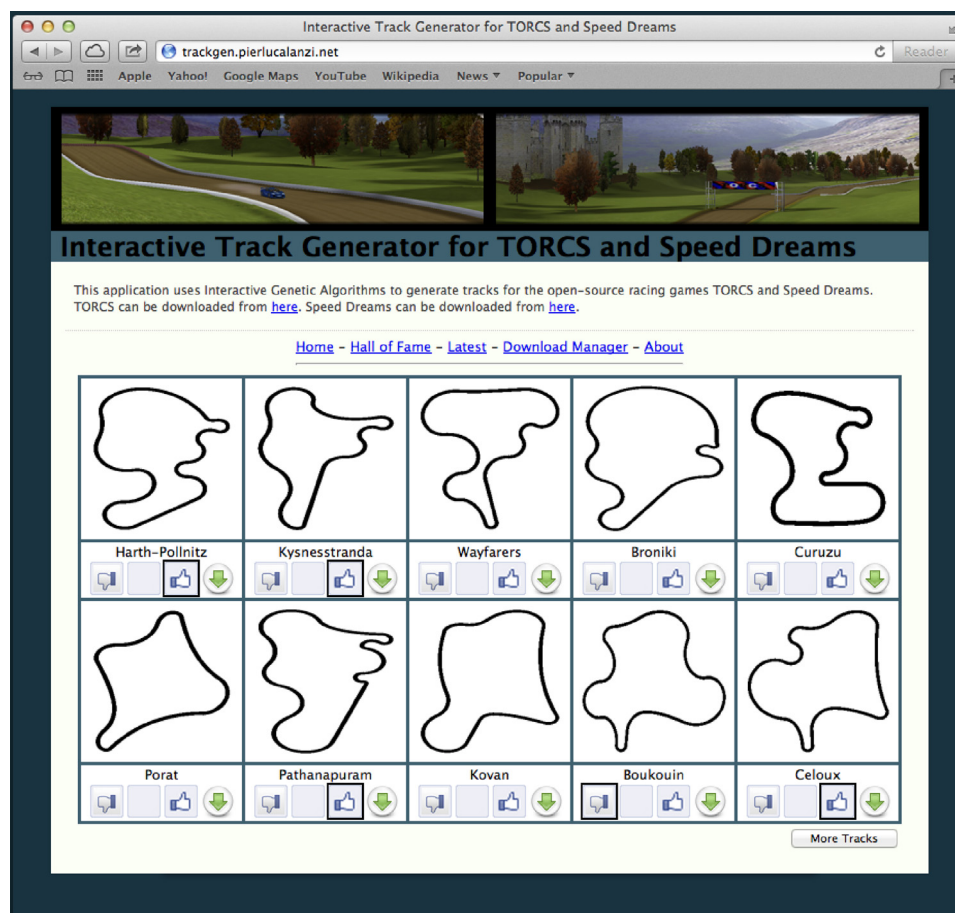 Interactive Track Generator for TORCS and Speed Dreams
trackgen.pierlucalanzi.net
Reader
Apple Yahoo! Google Maps YouTube Wikipedia News Popular
Interactive Track Generator for TORCS and Speed Dreams
This application uses Interactive Genetic Algorithms to generate tracks for the open-source racing games TORCS and Speed Dreams.
TORCS can be downloaded from here. Speed Dreams can be downloaded from here.
Home - Hall of Fame - Latest - Download Manager - About
Harth-Pollnitz Kysnesstranda Wayfarers Broniki Curuzu
Porat Pathanapuram Kovan Boukouin Celoux
More Tracks